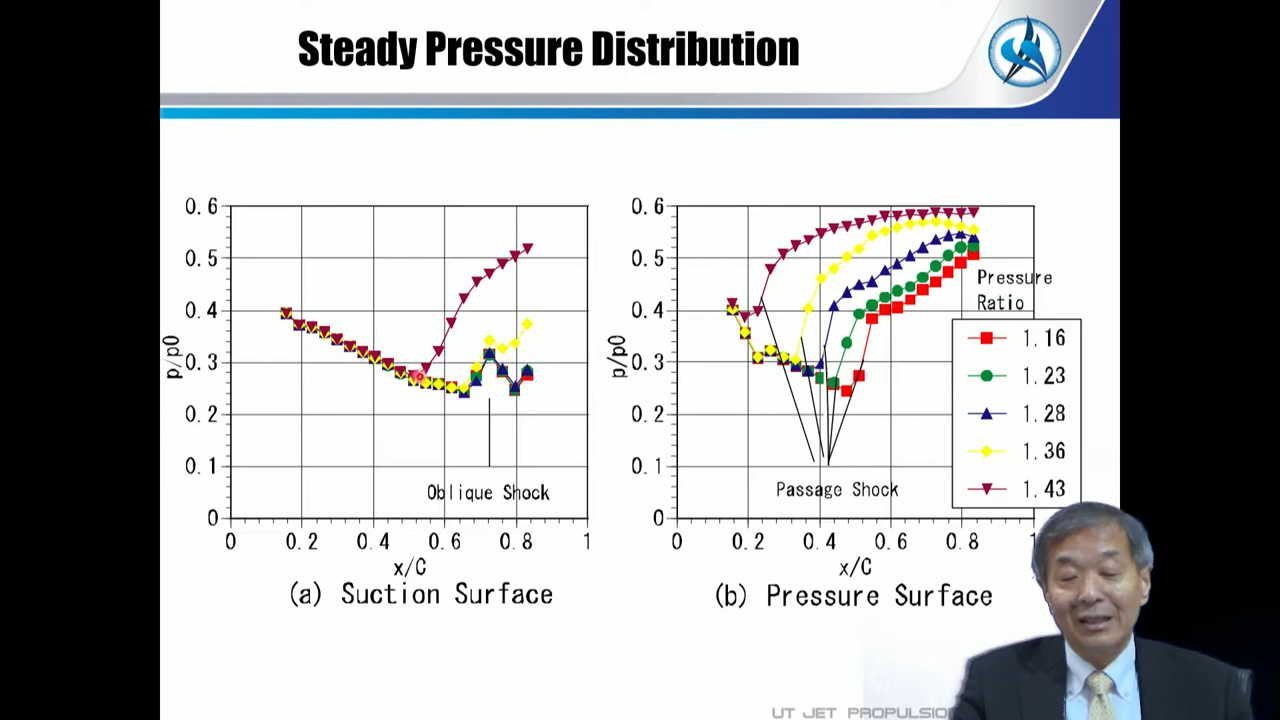 Steady Pressure Distribution
0.6
0.5
0.4
0.3
0.2
0.1
0
p/p0
0 0.2 0.4 0.6 0.8 1
x/C
Oblique Shock
(a) Suction Surface
0.6
0.5
0.4
0.3
0.2
0.1
0
p/p0
0 0.2 0.4 0.6 0.8 1
x/C
Passage Shock
(b) Pressure Surface
Pressure
Ratio
1.16
1.23
1.28
1.36
1.43
UT JET PROPULSION